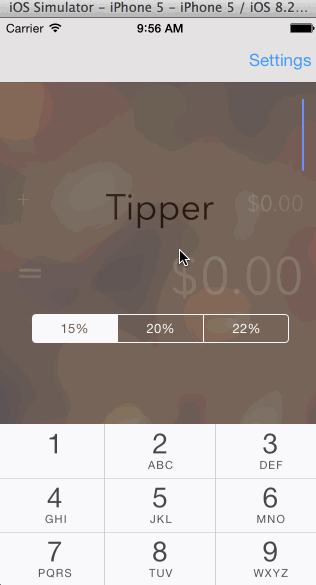 iOS Simulator – iPhone 5 – iPhone 5 / iOS 8.2...
Carrier 9:56 AM
Settings
+ $0.00
Tipper
= $0.00
15% 20% 22%
1 2 3
ABC DEF
4 5 6
GHI JKL MNO
7 8 9
PQRS TUV WXYZ